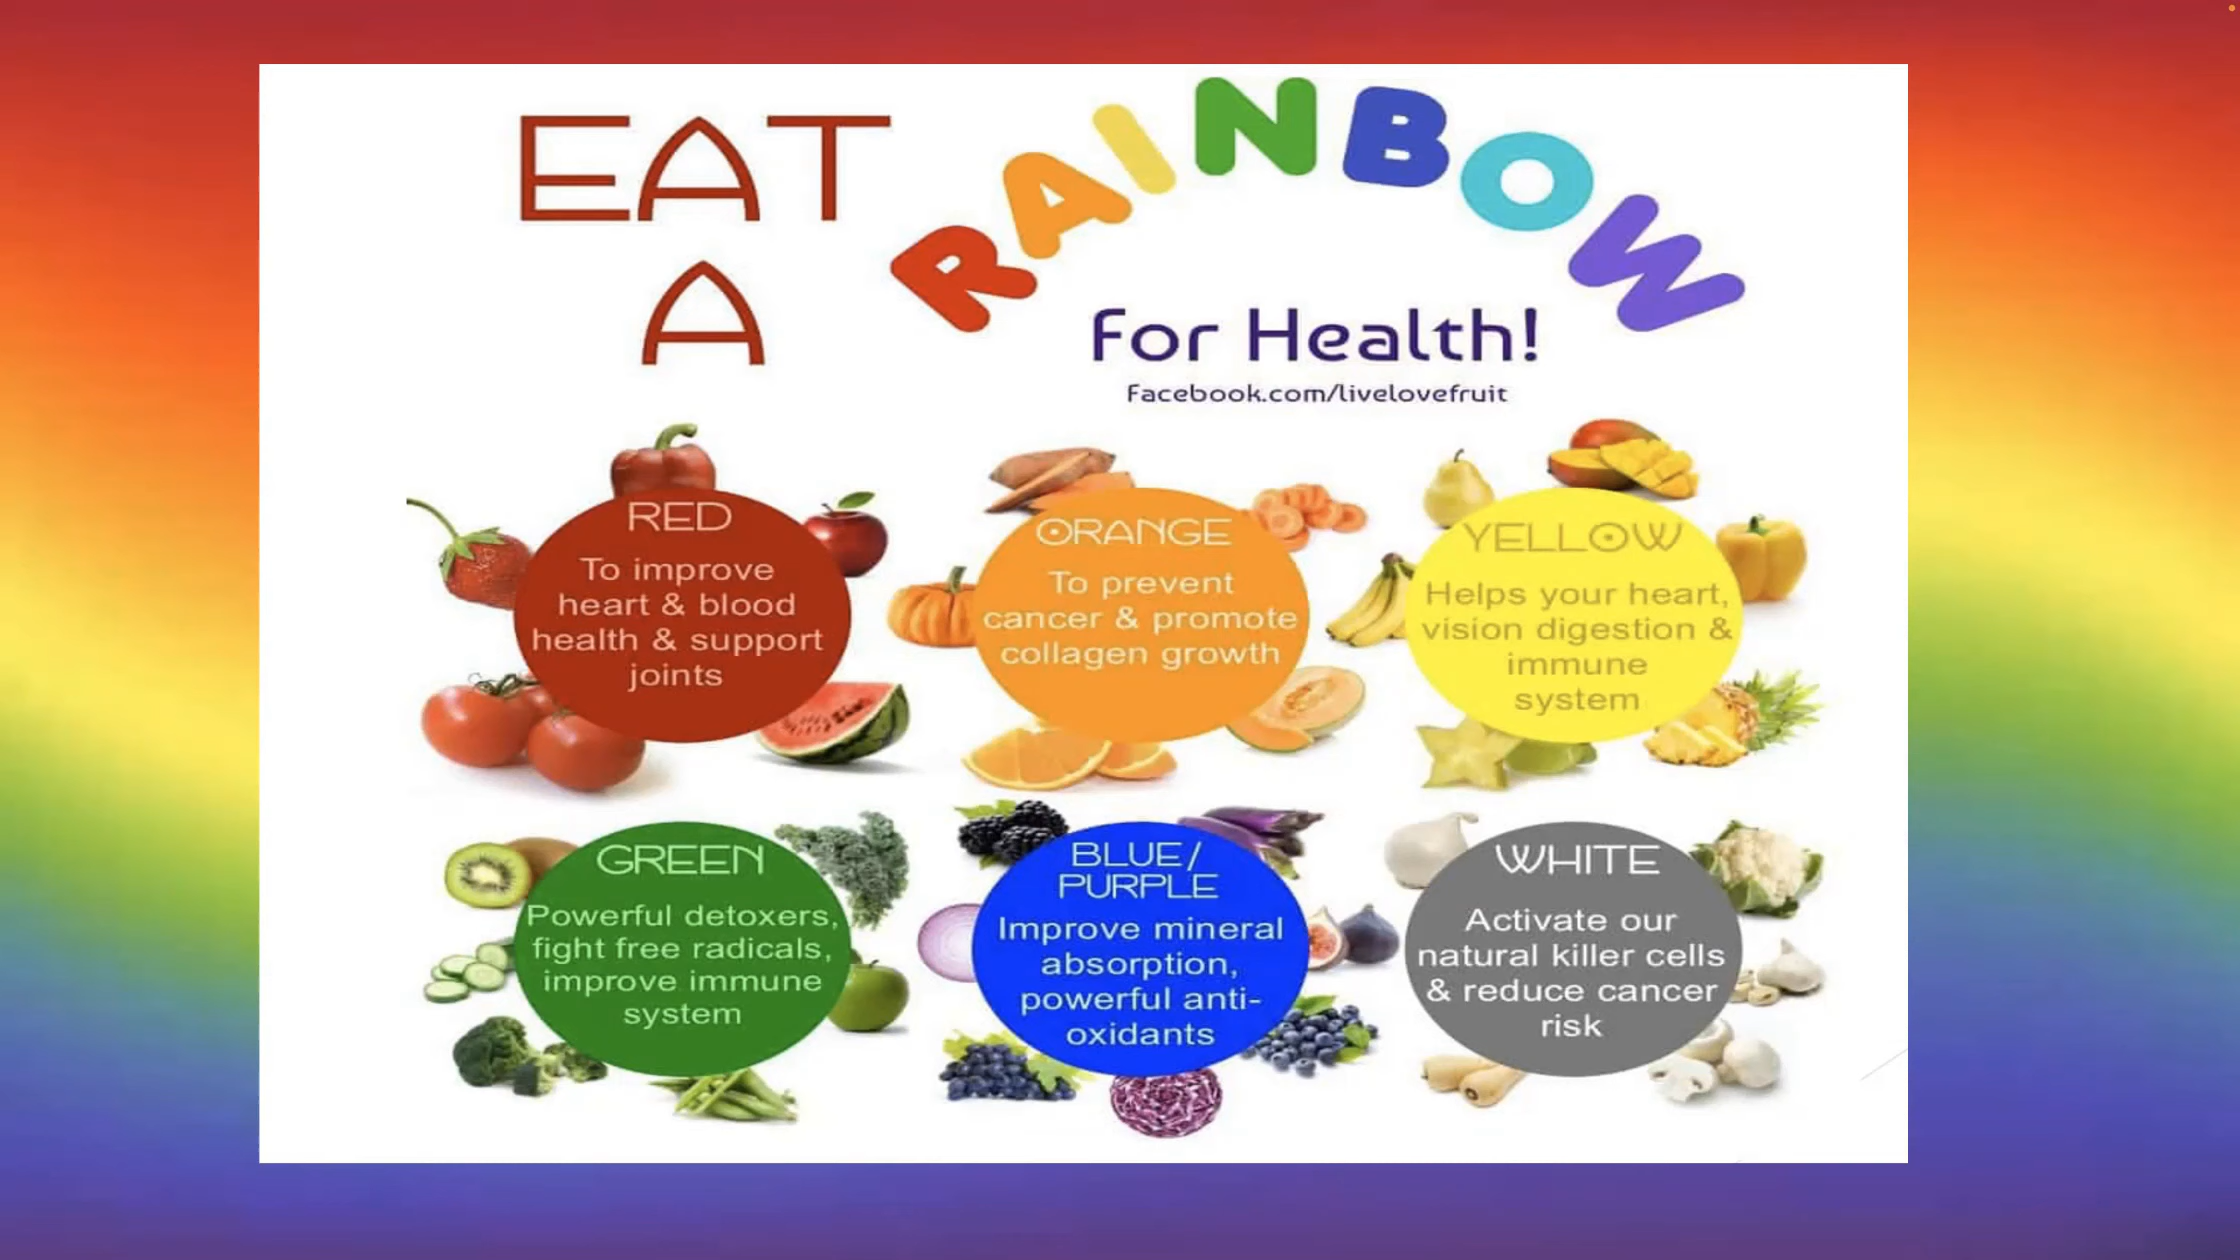 EAT
A
RAINBOW
For Health!
Facebook.com/livelovefruit
RED
To improve
heart & blood
health & support
joints
ORANGE
To prevent
cancer & promote
collagen growth
YELLOW
Helps your heart,
vision digestion &
immune
system
GREEN
Powerful detoxers,
fight free radicals,
improve immune
system
BLUE/
PURPLE
Improve mineral
absorption,
powerful anti-
oxidants
WHITE
Activate our
natural killer cells
& reduce cancer
risk